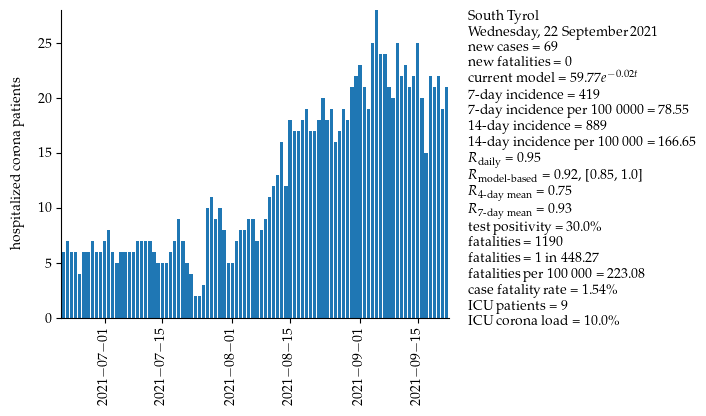 hospitalized corona patients
25
20
15
10
5
0
2021−07−01
2021−07−15
2021−08−01
2021−08−15
2021−09−01
2021−09−15
South Tyrol
Wednesday, 22 September 2021
new cases = 69
new fatalities = 0
current model = 59.77e^−0.02t
7-day incidence = 419
7-day incidence per 100 0000 = 78.55
14-day incidence = 889
14-day incidence per 100 000 = 166.65
R_daily = 0.95
R_model-based = 0.92, [0.85, 1.0]
R_4-day mean = 0.75
R_7-day mean = 0.93
test positivity = 30.0%
fatalities = 1190
fatalities = 1 in 448.27
fatalities per 100 000 = 223.08
case fatality rate = 1.54%
ICU patients = 9
ICU corona load = 10.0%